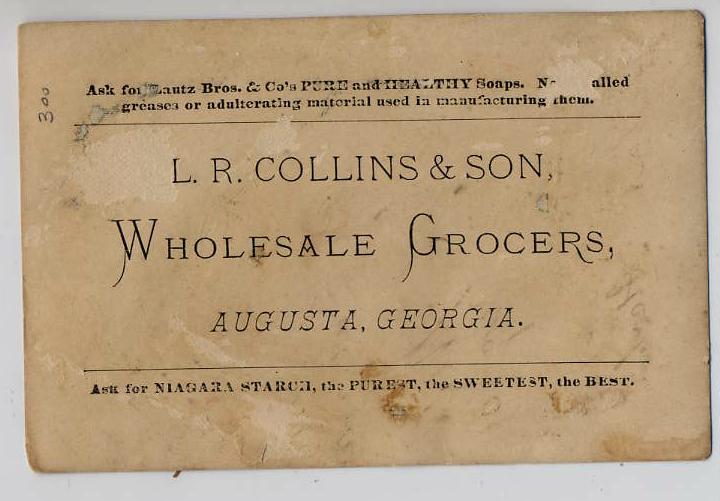 300
Ask for Lautz Bros. & Co's PURE and HEALTHY Soaps. alled
greases or adulterating material used in manufacturing them.
L. R. COLLINS & SON,
WHOLESALE GROCERS,
AUGUSTA, GEORGIA.
Ask for NIAGARA STARCH, the PUREST, the SWEETEST, the BEST.